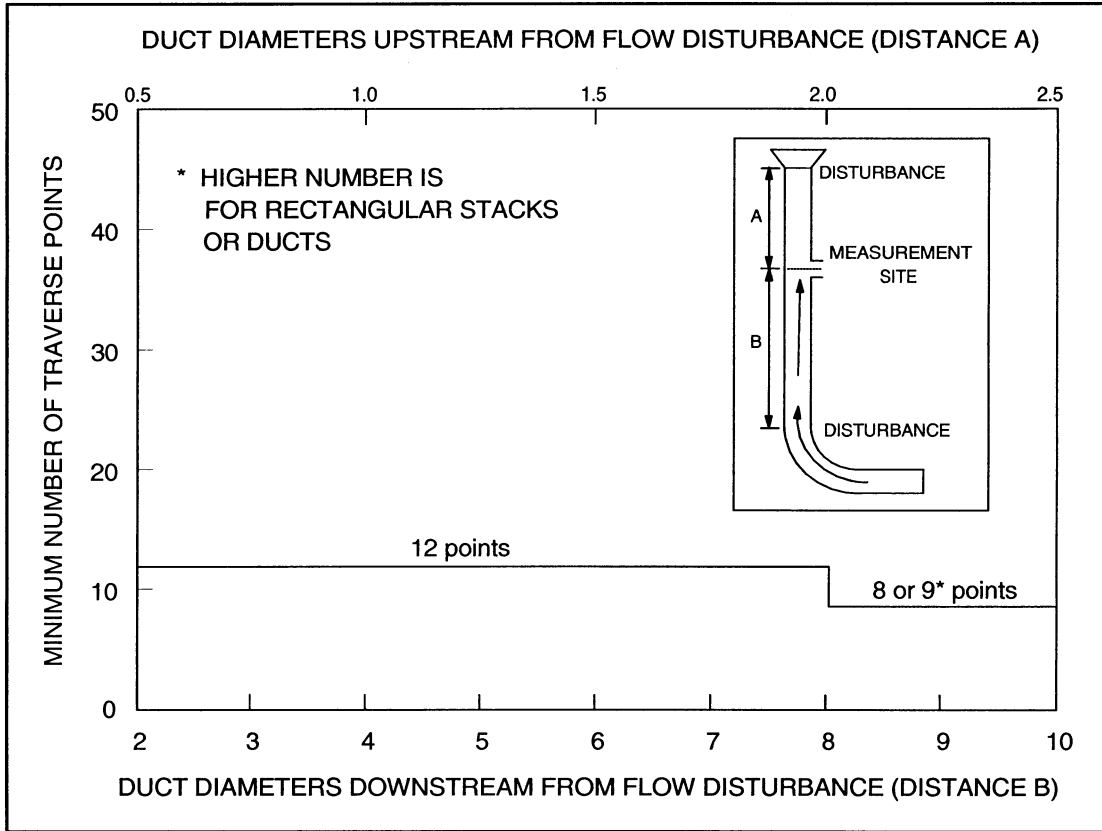 DUCT DIAMETERS UPSTREAM FROM FLOW DISTURBANCE (DISTANCE A)
0.5 1.0 1.5 2.0 2.5
50
40
30
20
10
0
MINIMUM NUMBER OF TRAVERSE POINTS
* HIGHER NUMBER IS
FOR RECTANGULAR STACKS
OR DUCTS
DISTURBANCE
A
MEASUREMENT
SITE
B
DISTURBANCE
12 points
8 or 9* points
2 3 4 5 6 7 8 9 10
DUCT DIAMETERS DOWNSTREAM FROM FLOW DISTURBANCE (DISTANCE B)